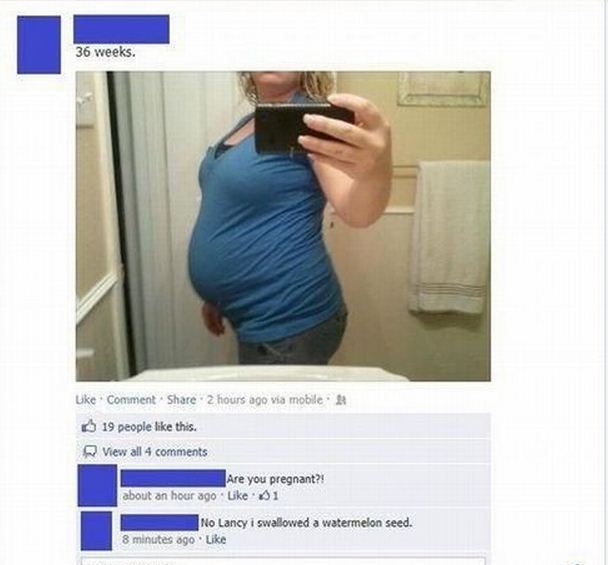 36 weeks.
Like · Comment · Share · 2 hours ago via mobile ·
19 people like this.
View all 4 comments
Are you pregnant?!
about an hour ago · Like · 1
No Lancy i swallowed a watermelon seed.
8 minutes ago · Like